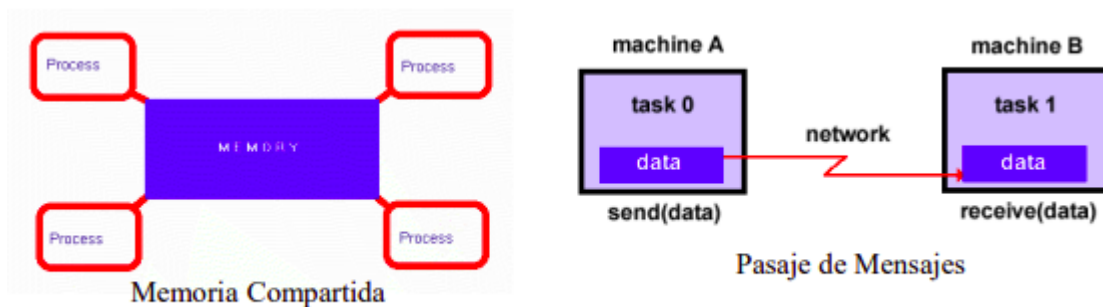 Process
Process
MEMORY
Process
Process
Memoria Compartida
machine A
machine B
task 0
task 1
network
data
data
send(data)
receive(data)
Pasaje de Mensajes